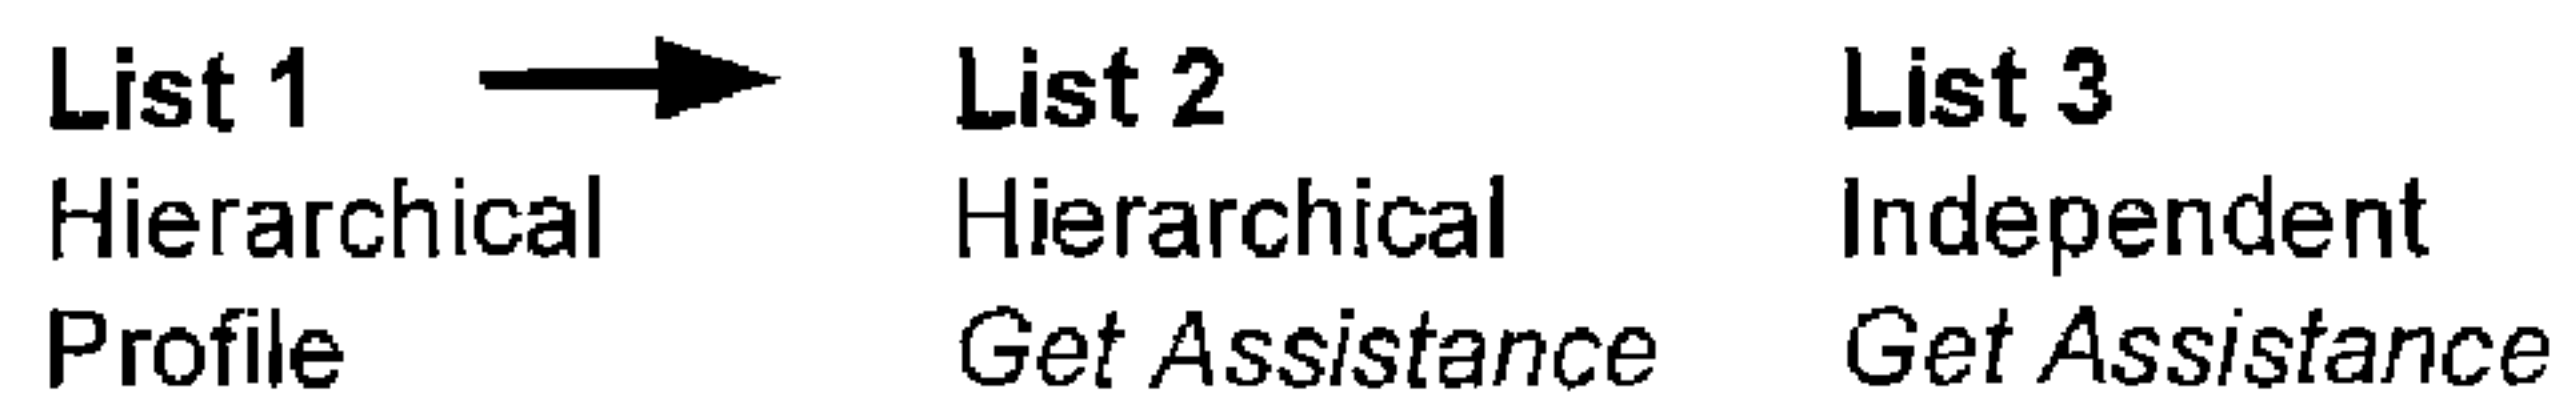 List 1 List 2 List 3
Hierarchical Hierarchical Independent
Profile Get Assistance Get Assistance